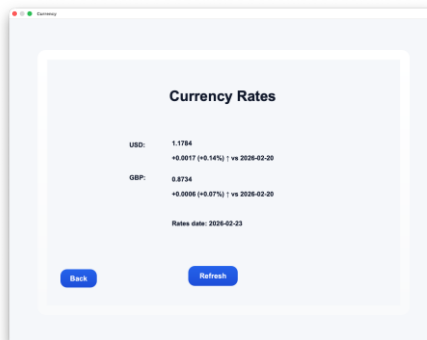 Currency
Currency Rates
USD: 1.1784
+0.0017 (+0.14%) ↑ vs 2026-02-20
GBP: 0.8734
+0.0006 (+0.07%) ↑ vs 2026-02-20
Rates date: 2026-02-23
Back Refresh